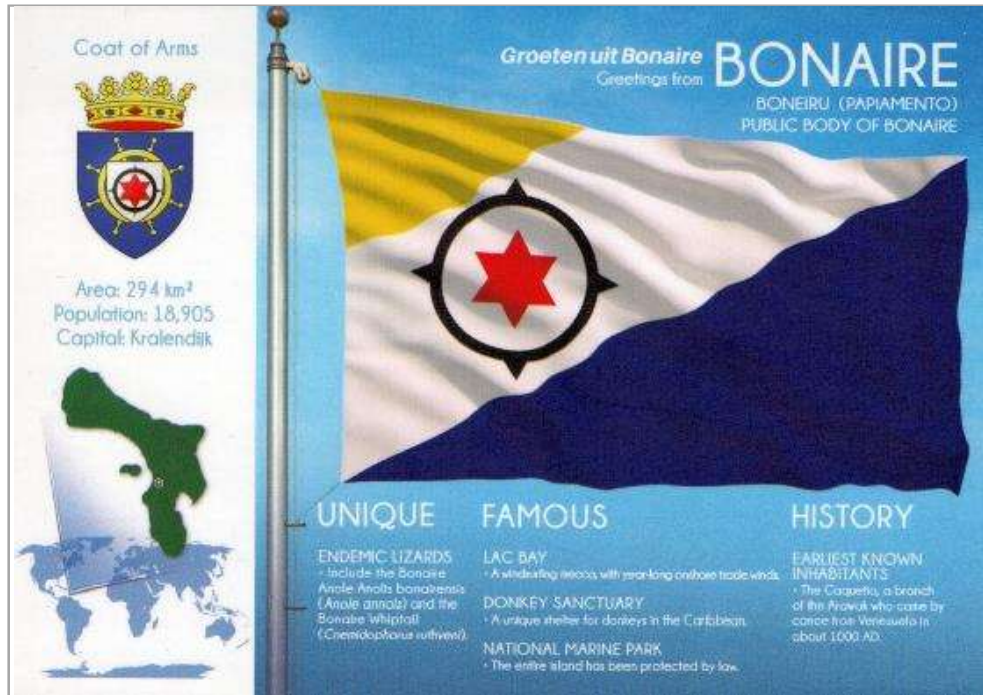 Coat of Arms
Area: 294 km²
Population: 18,905
Capital: Kralendijk
Groeten uit Bonaire
Greetings from
BONAIRE
BONEIRU (PAPIAMENTO)
PUBLIC BODY OF BONAIRE
UNIQUE
ENDEMIC LIZARDS
• Include the Bonaire
Anole Anolis bonairensis
(Anole annols) and the
Bonaire Whiptail
(Cnemidophorus ruthveni).
FAMOUS
LAC BAY
• A windsurfing mecca, with year-long onshore trade winds.
DONKEY SANCTUARY
• A unique shelter for donkeys in the Caribbean.
NATIONAL MARINE PARK
• The entire island has been protected by law.
HISTORY
EARLIEST KNOWN
INHABITANTS
• The Caquetio, a branch
of the Arawak who came by
canoe from Venezuela in
about 1000 AD.